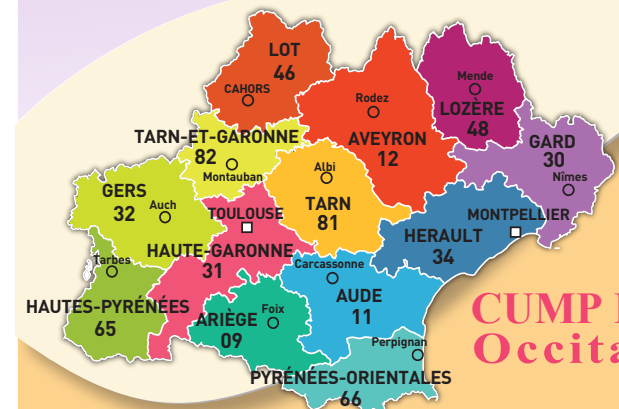 LOT
46
CAHORS
Mende
LOZÈRE
48
Rodez
AVEYRON
12
TARN-ET-GARONNE
82
Montauban
GARD
30
Nîmes
GERS
32
Auch
Albi
TARN
81
TOULOUSE
HAUTE-GARONNE
31
MONTPELLIER
HERAULT
34
Tarbes
HAUTES-PYRÉNÉES
65
Carcassonne
AUDE
11
ARIÈGE
09
Foix
Perpignan
PYRÉNÉES-ORIENTALES
66
CUMP
Occita